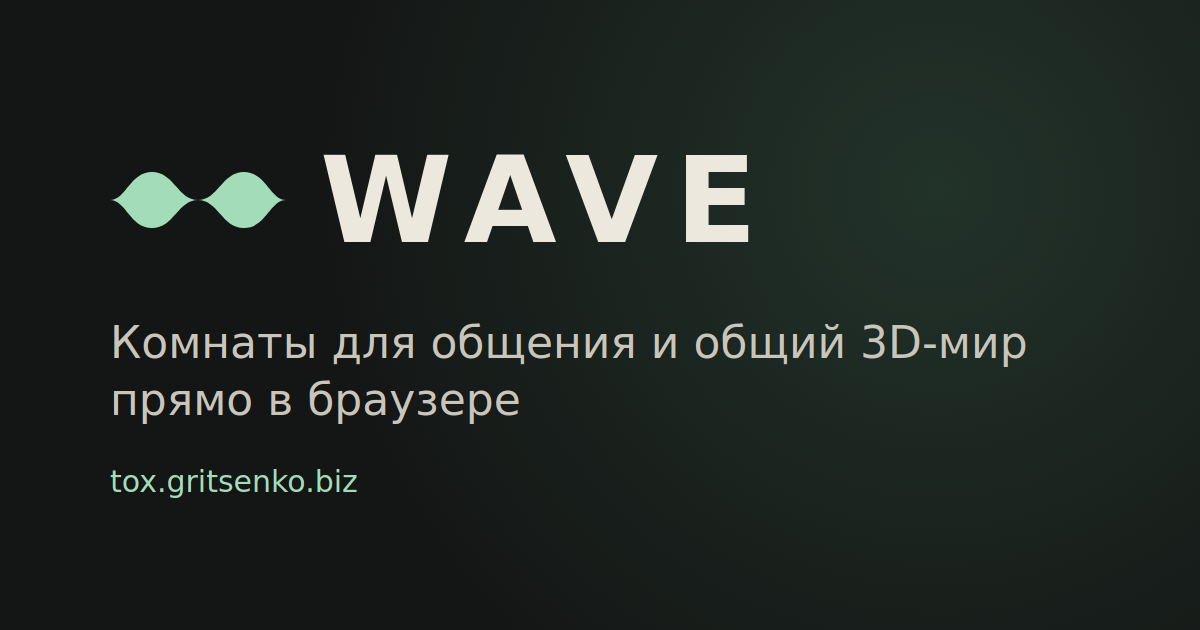 WAVE
Комнаты для общения и общий 3D-мир
прямо в браузере
tox.gritsenko.biz